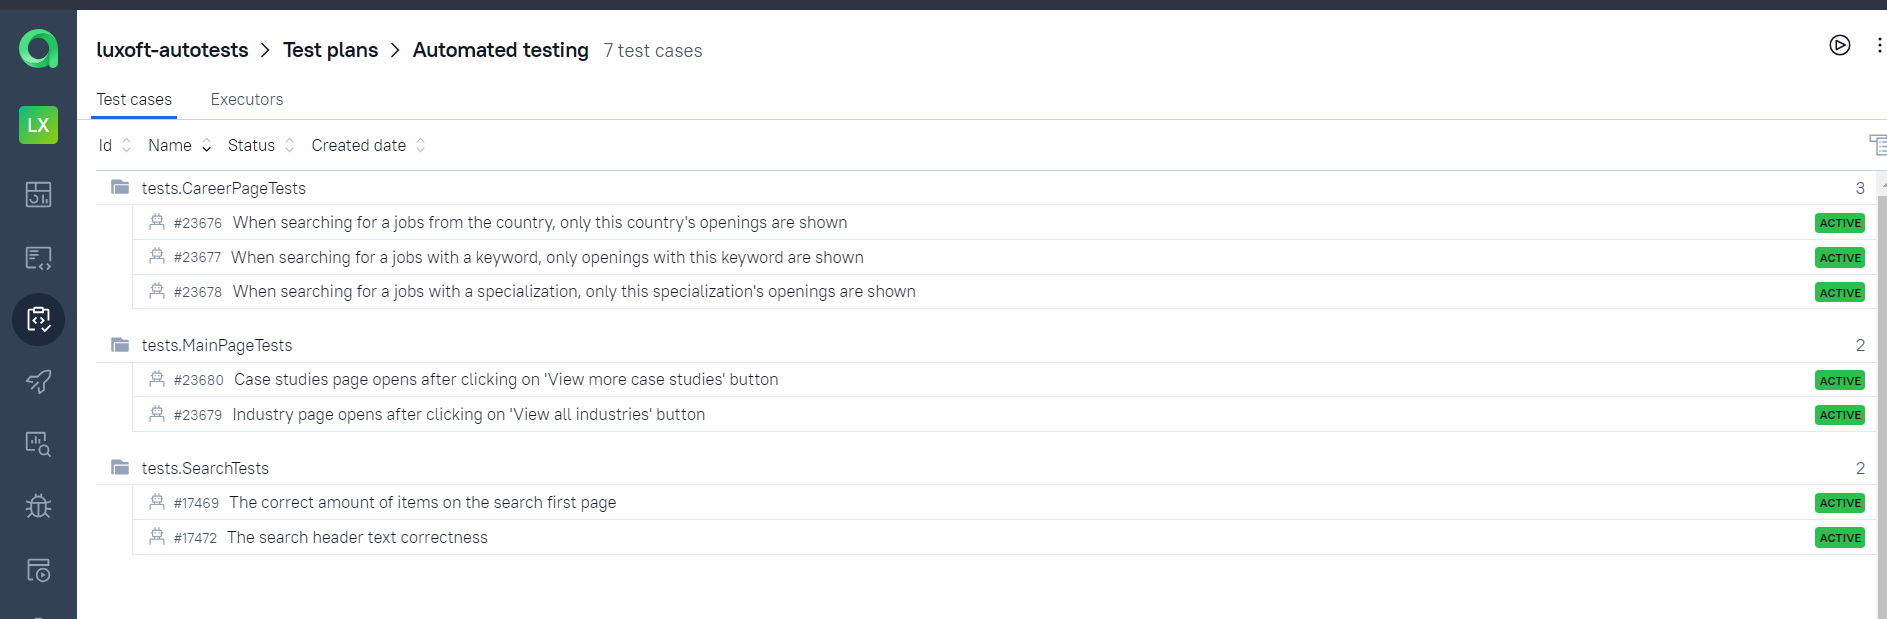 luxoft-autotests > Test plans > Automated testing 7 test cases
LX
Test cases Executors
Id Name Status Created date
tests.CareerPageTests 3
#23676 When searching for a jobs from the country, only this country's openings are shown ACTIVE
#23677 When searching for a jobs with a keyword, only openings with this keyword are shown ACTIVE
#23678 When searching for a jobs with a specialization, only this specialization's openings are shown ACTIVE
tests.MainPageTests 2
#23680 Case studies page opens after clicking on 'View more case studies' button ACTIVE
#23679 Industry page opens after clicking on 'View all industries' button ACTIVE
tests.SearchTests 2
#17469 The correct amount of items on the search first page ACTIVE
#17472 The search header text correctness ACTIVE